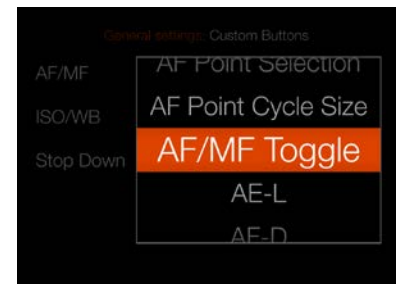 General settings: Custom Buttons
AF/MF
ISO/WB
Stop Down
AF Point Selection
AF Point Cycle Size
AF/MF Toggle
AE-L
AF-D